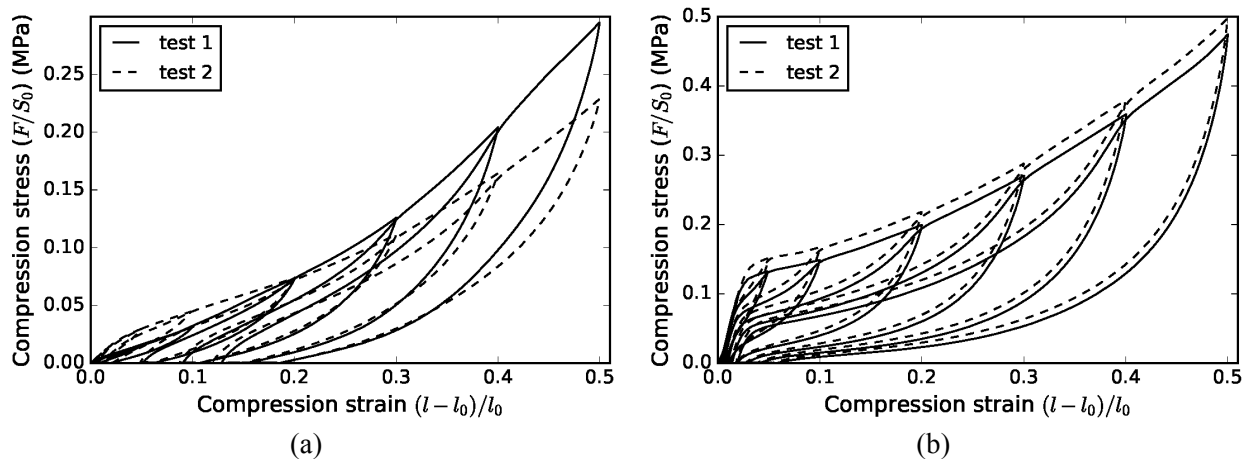 test 1
test 2
Compression stress (F/S₀) (MPa)
0.25
0.20
0.15
0.10
0.05
0.00
0.0 0.1 0.2 0.3 0.4 0.5
Compression strain (l − l₀)/l₀
(a)
test 1
test 2
Compression stress (F/S₀) (MPa)
0.5
0.4
0.3
0.2
0.1
0.0
0.0 0.1 0.2 0.3 0.4 0.5
Compression strain (l − l₀)/l₀
(b)